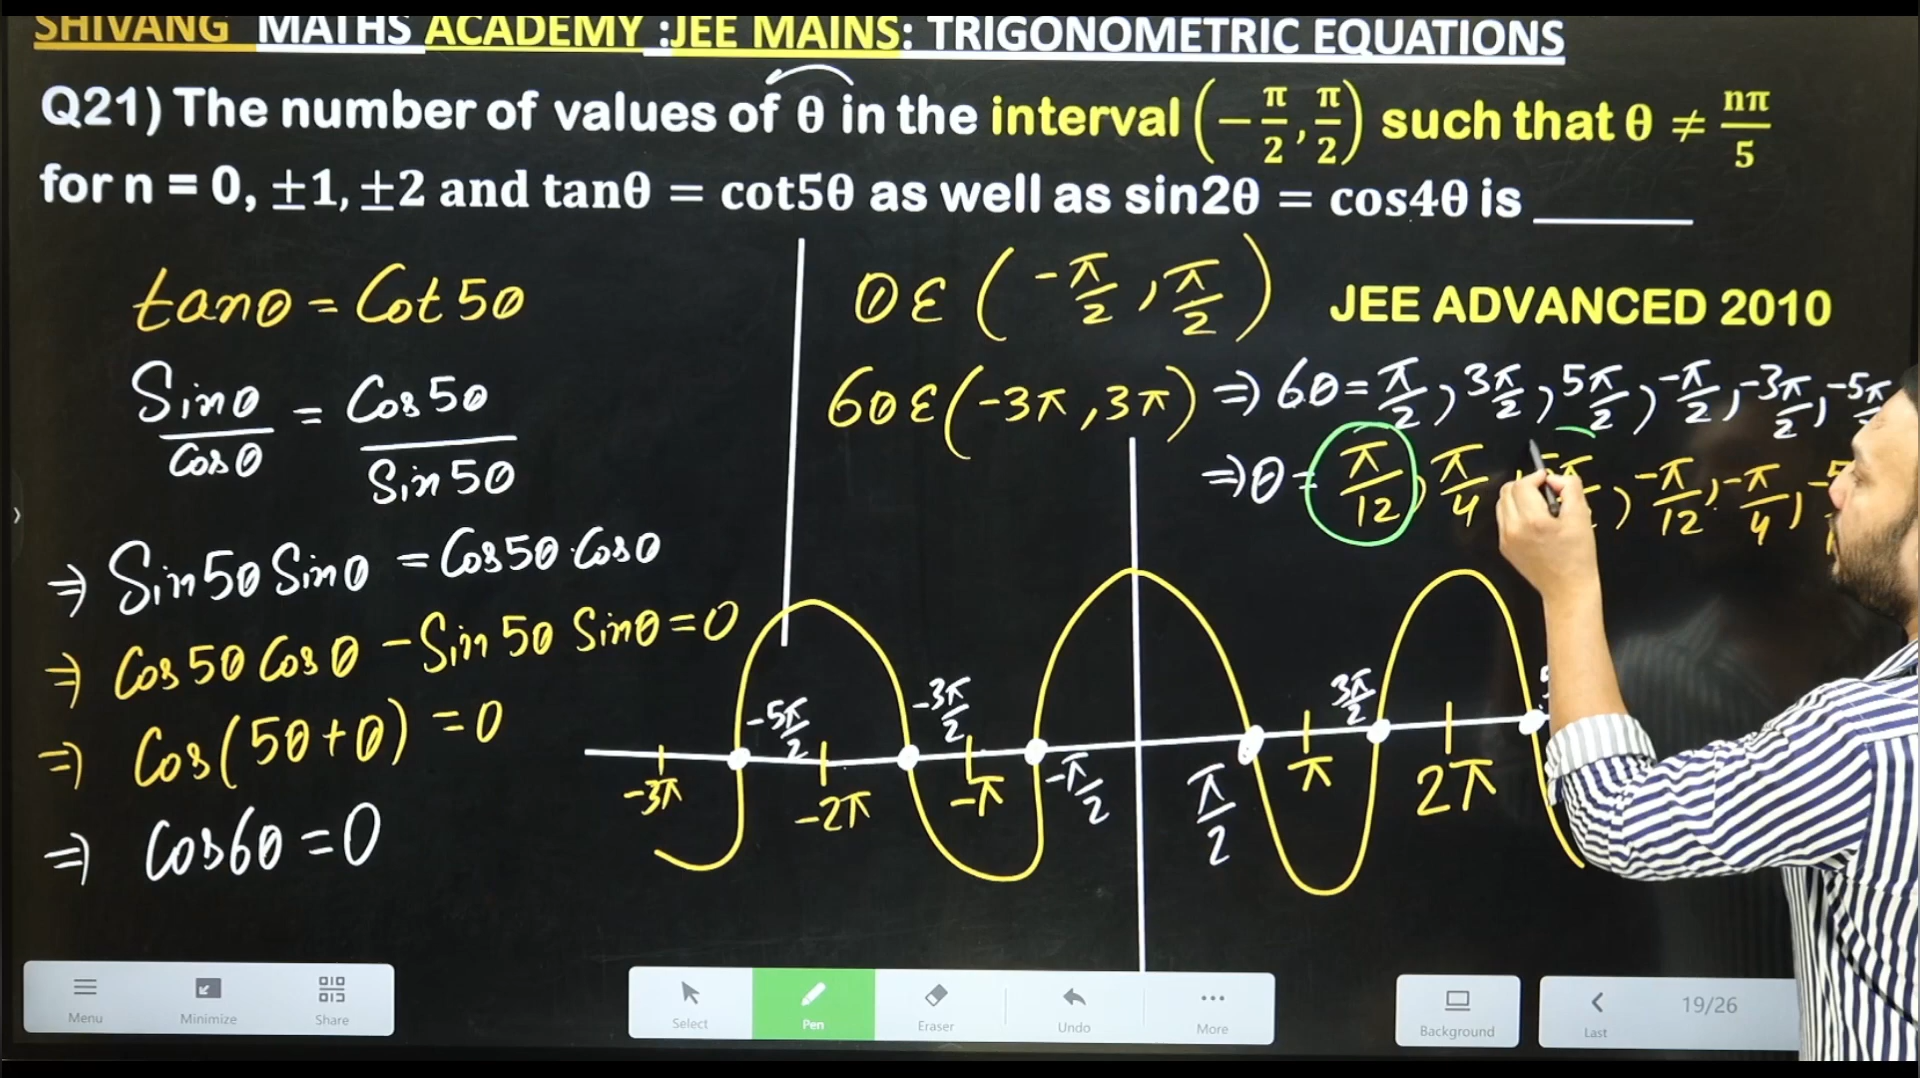 SHIVANG MATHS ACADEMY :JEE MAINS: TRIGONOMETRIC EQUATIONS
Q21) The number of values of θ in the interval (−π/2, π/2) such that θ ≠ nπ/5
for n = 0, ±1, ±2 and tanθ = cot5θ as well as sin2θ = cos4θ is ______
tanθ = Cot5θ
Sinθ/Cosθ = Cos5θ/Sin5θ
⇒ Sin5θ Sinθ = Cos5θ·Cosθ
⇒ Cos5θ Cosθ − Sin5θ Sinθ = 0
⇒ Cos(5θ+θ) = 0
⇒ Cos6θ = 0
θ ε (−π/2, π/2)
JEE ADVANCED 2010
6θ ε (−3π, 3π) ⇒ 6θ = π/2, 3π/2, 5π/2, −π/2, −3π/2, −5π/
⇒ θ = π/12, π/4, , −π/12, −π/4, −
−5π/2 −3π/2 3π/2
−3π −2π −π −π/2 π/2 π 2π
Menu Minimize Share Select Pen Eraser Undo More Background Last 19/26